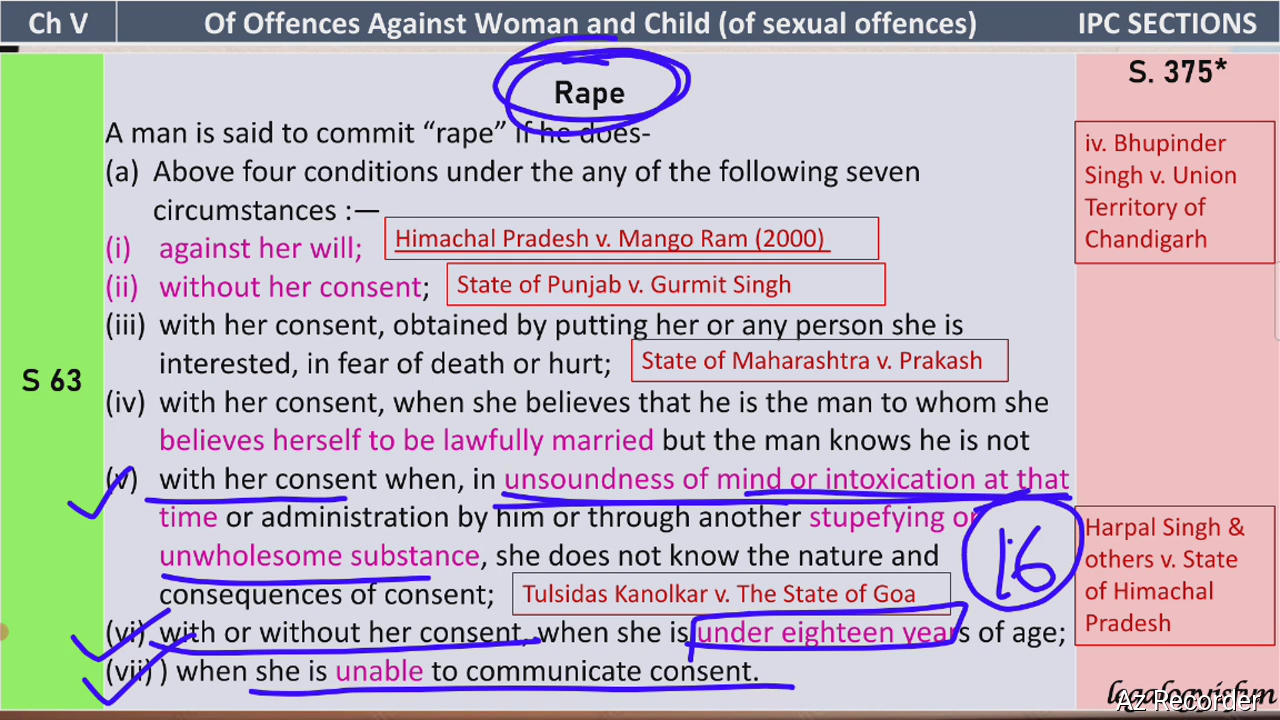 Ch V Of Offences Against Woman and Child (of sexual offences) IPC SECTIONS
S. 375*
Rape
A man is said to commit “rape” if he does-
(a) Above four conditions under the any of the following seven
circumstances :—
(i) against her will; Himachal Pradesh v. Mango Ram (2000)
(ii) without her consent; State of Punjab v. Gurmit Singh
(iii) with her consent, obtained by putting her or any person she is
interested, in fear of death or hurt; State of Maharashtra v. Prakash
(iv) with her consent, when she believes that he is the man to whom she
believes herself to be lawfully married but the man knows he is not
(v) with her consent when, in unsoundness of mind or intoxication at that
time or administration by him or through another stupefying or
unwholesome substance, she does not know the nature and
consequences of consent; Tulsidas Kanolkar v. The State of Goa
(vi) with or without her consent, when she is under eighteen years of age;
(vii) ) when she is unable to communicate consent.
S 63
16
iv. Bhupinder
Singh v. Union
Territory of
Chandigarh
Harpal Singh &
others v. State
of Himachal
Pradesh
legalogyishm
Az Recorder